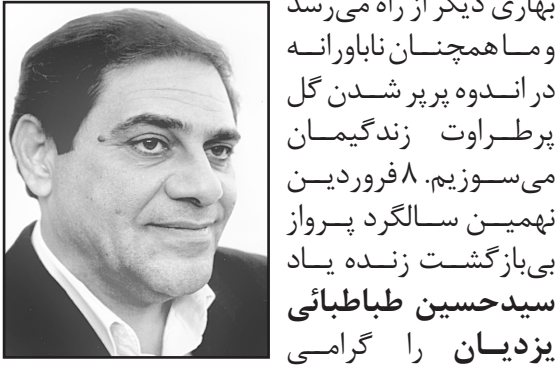 بهاری دیگر از راه می‌رسد
و ما همچنان ناباورانه
در اندوه پرپر شدن گل
پرطراوت زندگیمان
می‌سوزیم. ۸ فروردین
نهمین سالگرد پرواز
بی‌بازگشت زنده یاد
سیدحسین طباطبائی
یزدیان را گرامی